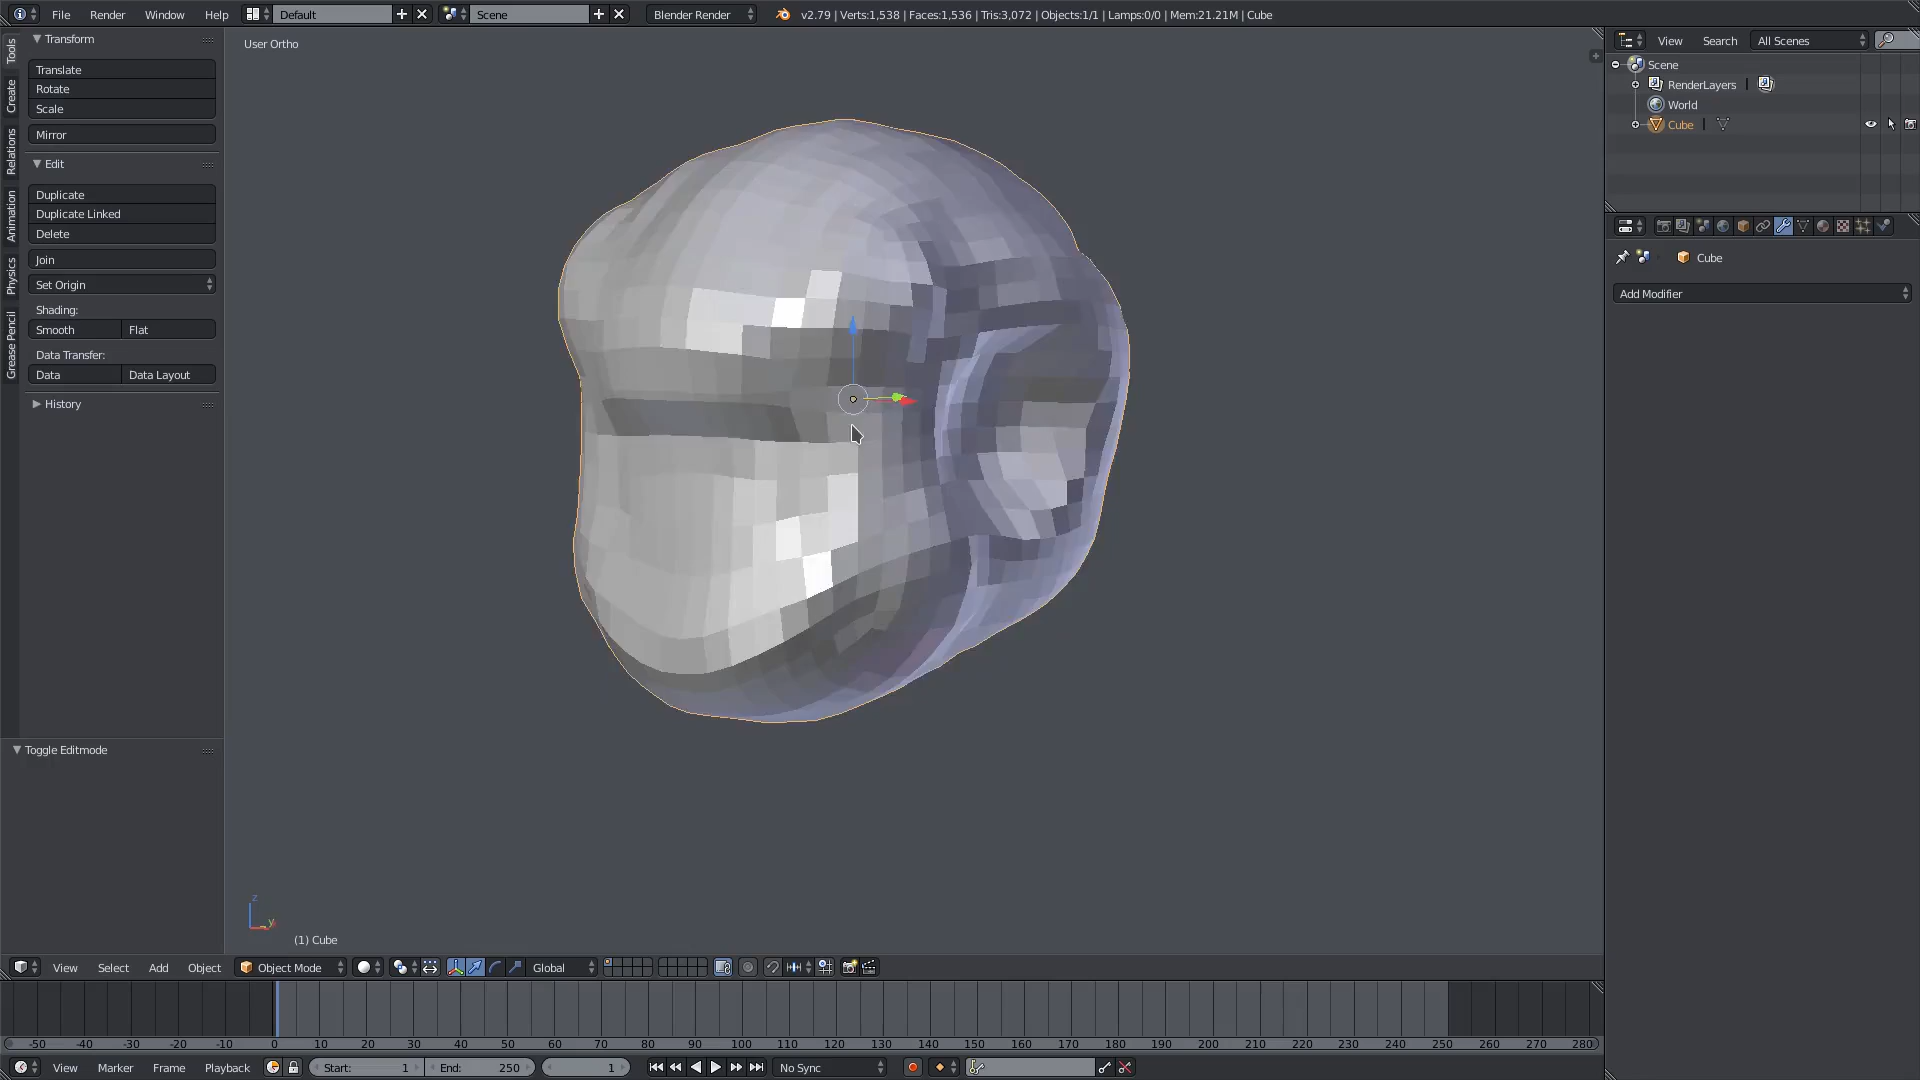 File Render Window Help Default Scene Blender Render v2.79 | Verts:1,538 | Faces:1,536 | Tris:3,072 | Objects:1/1 | Lamps:0/0 | Mem:21.21M | Cube
Tools
Create
Relations
Animation
Physics
Grease Pencil
Transform
Translate
Rotate
Scale
Mirror
Edit
Duplicate
Duplicate Linked
Delete
Join
Set Origin
Shading:
Smooth Flat
Data Transfer:
Data Data Layout
History
Toggle Editmode
User Ortho
z
y
(1) Cube
View Search All Scenes
Scene
RenderLayers |
World
Cube |
Cube
Add Modifier
View Select Add Object Object Mode Global
-50 -40 -30 -20 -10 0 10 20 30 40 50 60 70 80 90 100 110 120 130 140 150 160 170 180 190 200 210 220 230 240 250 260 270 280
View Marker Frame Playback Start: 1 End: 250 1 No Sync